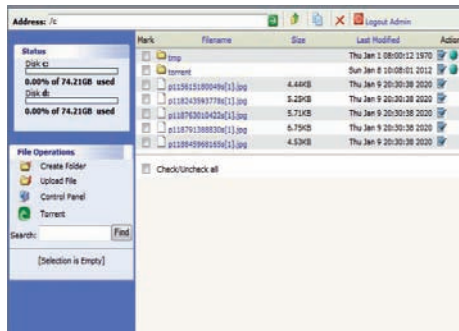 Address: /c
Logout Admin
Status
Disk c:
0.00% of 74.21GB used
Disk d:
0.00% of 74.21GB used
File Operations
Create Folder
Upload File
Control Panel
Torrent
Search:
Find
[Selection is Empty]
Mark Filename Size Last Modified Action
tmp Thu Jan 1 08:00:12 1970
torrent Sun Jan 8 10:08:01 2012
4.44KB Thu Jan 9 20:30:38 2020
5.25KB Thu Jan 9 20:30:38 2020
5.71KB Thu Jan 9 20:30:38 2020
6.75KB Thu Jan 9 20:30:38 2020
4.53KB Thu Jan 9 20:30:38 2020
Check/Uncheck all